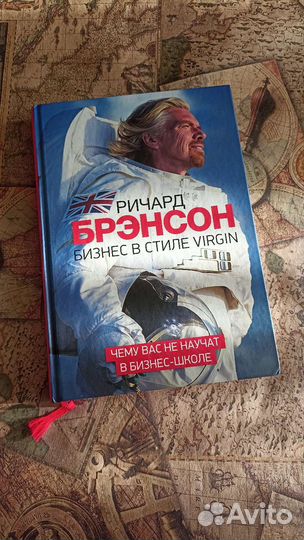 РИЧАРД
БРЭНСОН
БИЗНЕС В СТИЛЕ VIRGIN
ЧЕМУ ВАС НЕ НАУЧАТ
В БИЗНЕС-ШКОЛЕ
Avito